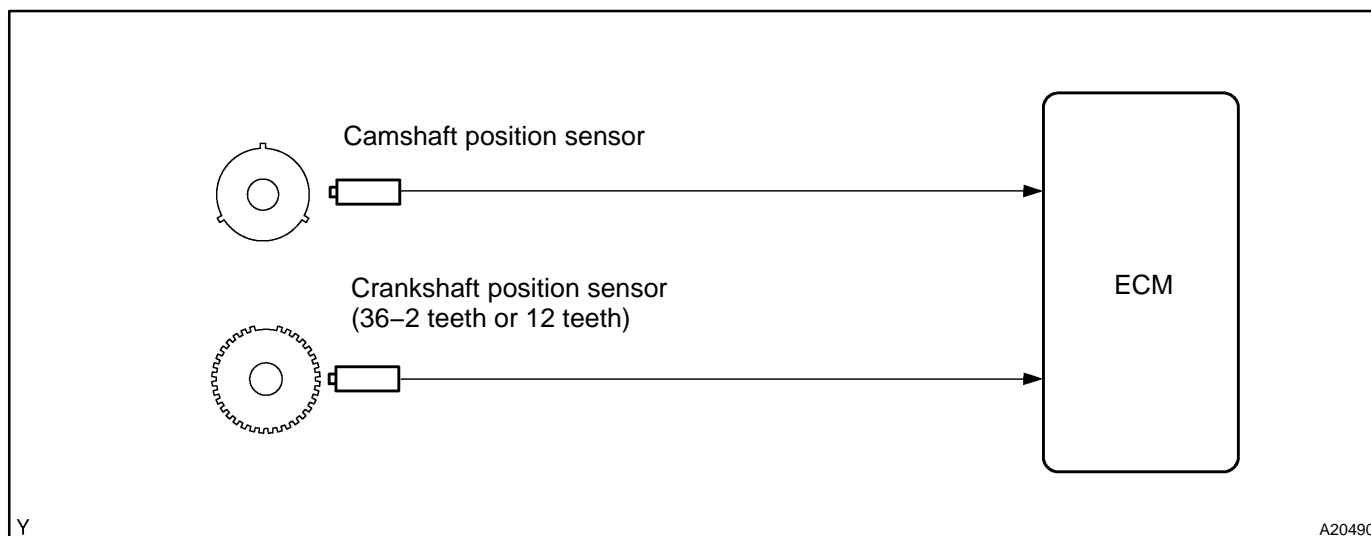 Camshaft position sensor
Crankshaft position sensor
(36−2 teeth or 12 teeth)
ECM
Y
A20490